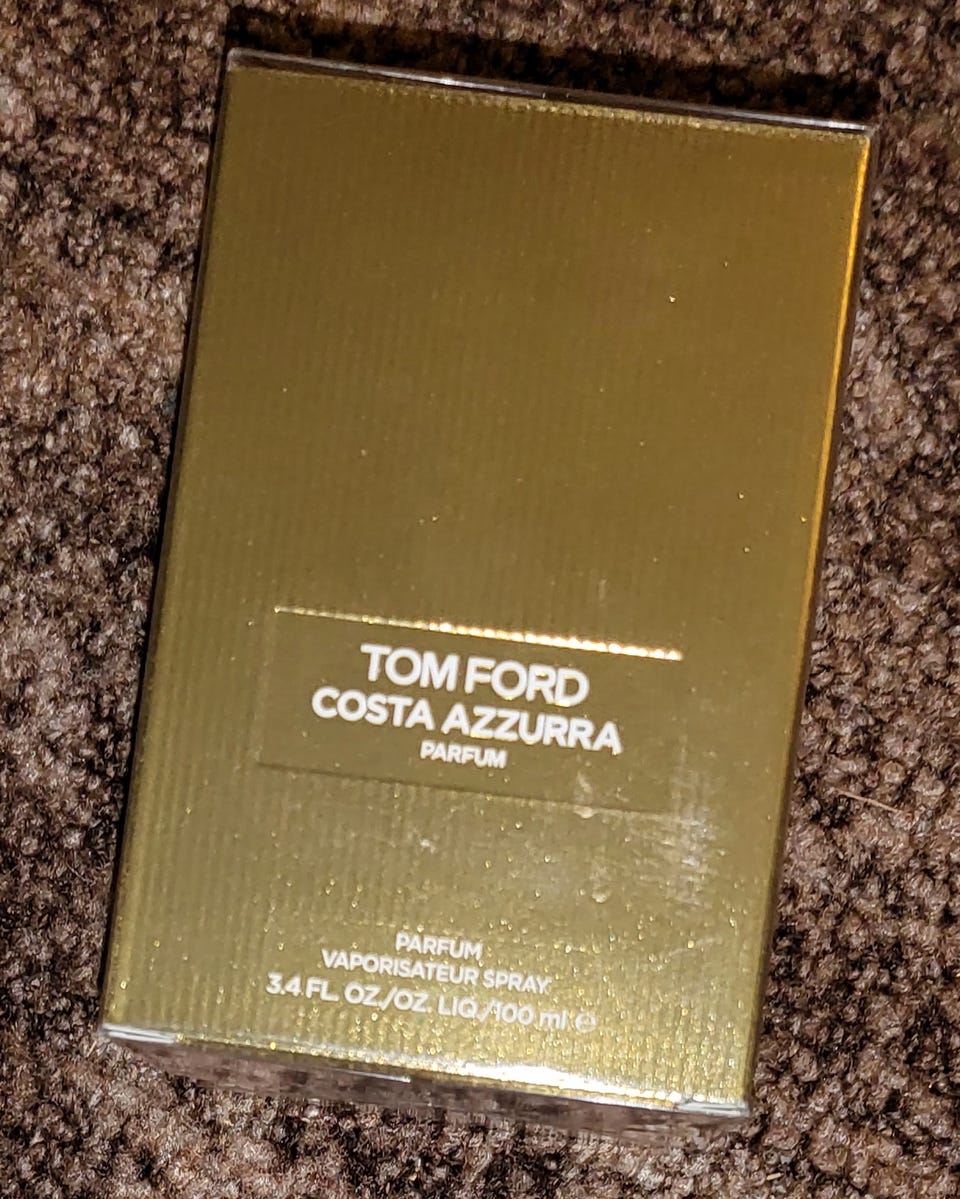 TOM FORD
COSTA AZZURRA
PARFUM
PARFUM
VAPORISATEUR SPRAY
3.4 FL. OZ./OZ. LIQ./100 ml ℮